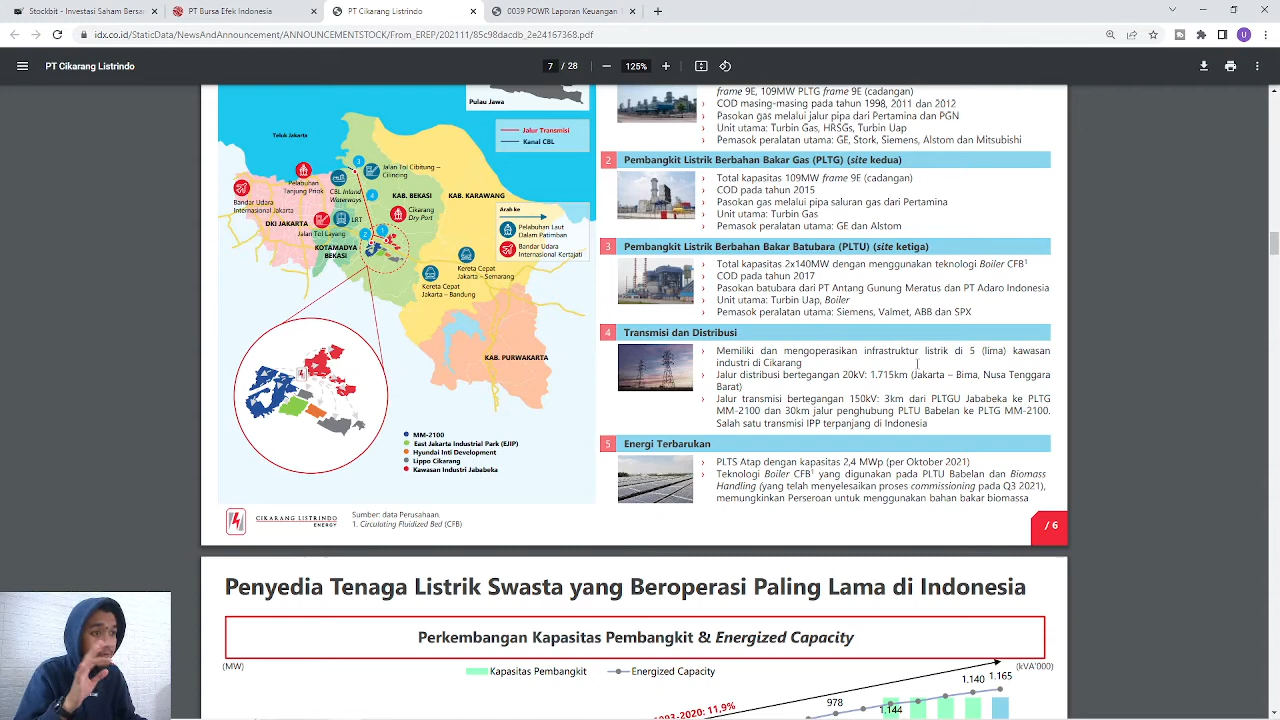 Stockbit - Investasi Saham Bersa
PT Bursa Efek Indonesia
PT Cikarang Listrindo
0039 POWR Laporan Keuangan
idx.co.id/StaticData/NewsAndAnnouncement/ANNOUNCEMENTSTOCK/From_EREP/202111/85c98dacdb_2e24167368.pdf
U
PT Cikarang Listrindo
7 / 28
125%
Pulau Jawa
Teluk Jakarta
Jalur Transmisi
Kanal CBL
3
Jalan Tol Cibitung –
Cilincing
Pelabuhan
Tanjung Priok
CBL Inland
Waterways
4
Bandar Udara
Internasional Jakarta
KAB. BEKASI
KAB. KARAWANG
Cikarang
Dry Port
Arah ke
Pelabuhan Laut
Dalam Patimban
Bandar Udara
Internasional Kertajati
DKI JAKARTA
LRT
Jalan Tol Layang
2
1
KOTAMADYA
BEKASI
Kereta Cepat
Jakarta – Semarang
Kereta Cepat
Jakarta – Bandung
KAB. PURWAKARTA
MM-2100
East Jakarta Industrial Park (EJIP)
Hyundai Inti Development
Lippo Cikarang
Kawasan Industri Jababeka
frame 9E, 109MW PLTG frame 9E (cadangan)
› COD masing-masing pada tahun 1998, 2011 dan 2012
› Pasokan gas melalui jalur pipa dari Pertamina dan PGN
› Unit utama: Turbin Gas, HRSGs, Turbin Uap
› Pemasok peralatan utama: GE, Stork, Siemens, Alstom dan Mitsubishi
2 Pembangkit Listrik Berbahan Bakar Gas (PLTG) (site kedua)
› Total kapasitas 109MW frame 9E (cadangan)
› COD pada tahun 2015
› Pasokan gas melalui pipa saluran gas dari Pertamina
› Unit utama: Turbin Gas
› Pemasok peralatan utama: GE dan Alstom
3 Pembangkit Listrik Berbahan Bakar Batubara (PLTU) (site ketiga)
› Total kapasitas 2x140MW dengan menggunakan teknologi Boiler CFB¹
› COD pada tahun 2017
› Pasokan batubara dari PT Antang Gunung Meratus dan PT Adaro Indonesia
› Unit utama: Turbin Uap, Boiler
› Pemasok peralatan utama: Siemens, Valmet, ABB dan SPX
4 Transmisi dan Distribusi
› Memiliki dan mengoperasikan infrastruktur listrik di 5 (lima) kawasan
industri di Cikarang
› Jalur distribusi bertegangan 20kV: 1.715km (Jakarta – Bima, Nusa Tenggara
Barat)
› Jalur transmisi bertegangan 150kV: 3km dari PLTGU Jababeka ke PLTG
MM-2100 dan 30km jalur penghubung PLTU Babelan ke PLTG MM-2100.
Salah satu transmisi IPP terpanjang di Indonesia
5 Energi Terbarukan
› PLTS Atap dengan kapasitas 2,4 MWp (per Oktober 2021)
› Teknologi Boiler CFB¹ yang digunakan pada PLTU Babelan dan Biomass
Handling (yang telah menyelesaikan proses commissioning pada Q3 2021),
memungkinkan Perseroan untuk menggunakan bahan bakar biomassa
CIKARANG LISTRINDO
ENERGY
Sumber: data Perusahaan.
1. Circulating Fluidized Bed (CFB)
/ 6
Penyedia Tenaga Listrik Swasta yang Beroperasi Paling Lama di Indonesia
Perkembangan Kapasitas Pembangkit & Energized Capacity
(MW)
(kVA'000)
Kapasitas Pembangkit
Energized Capacity
1.140
1.165
978
1.144
1993-2020: 11,9%